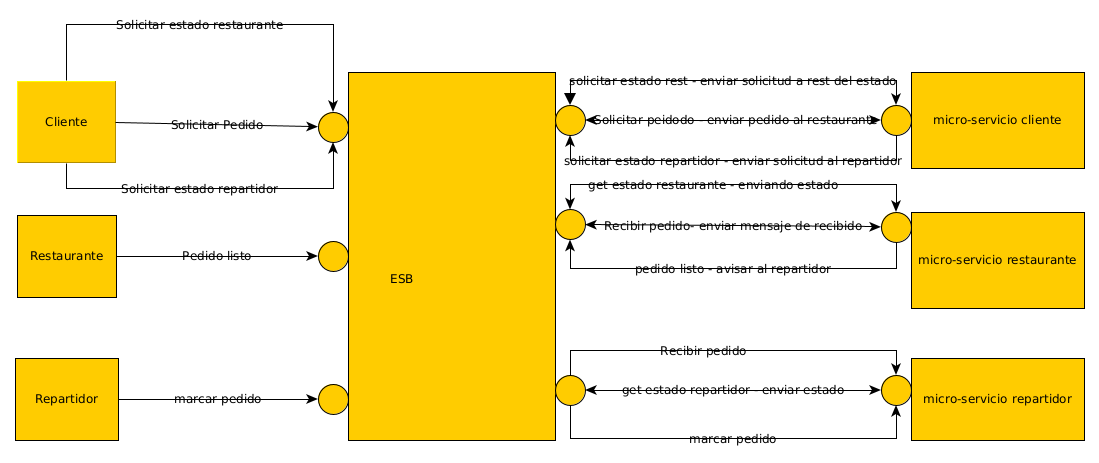 Solicitar estado restaurante
Cliente
Solicitar Pedido
Solicitar estado repartidor
Restaurante
Pedido listo
Repartidor
marcar pedido
ESB
solicitar estado rest - enviar solicitud a rest del estado
Solicitar peidodo - enviar pedido al restaurante
solicitar estado repartidor - enviar solicitud al repartidor
micro-servicio cliente
get estado restaurante - enviando estado
Recibir pedido- enviar mensaje de recibido
pedido listo - avisar al repartidor
micro-servicio restaurante
Recibir pedido
get estado repartidor - enviar estado
marcar pedido
micro-servicio repartidor